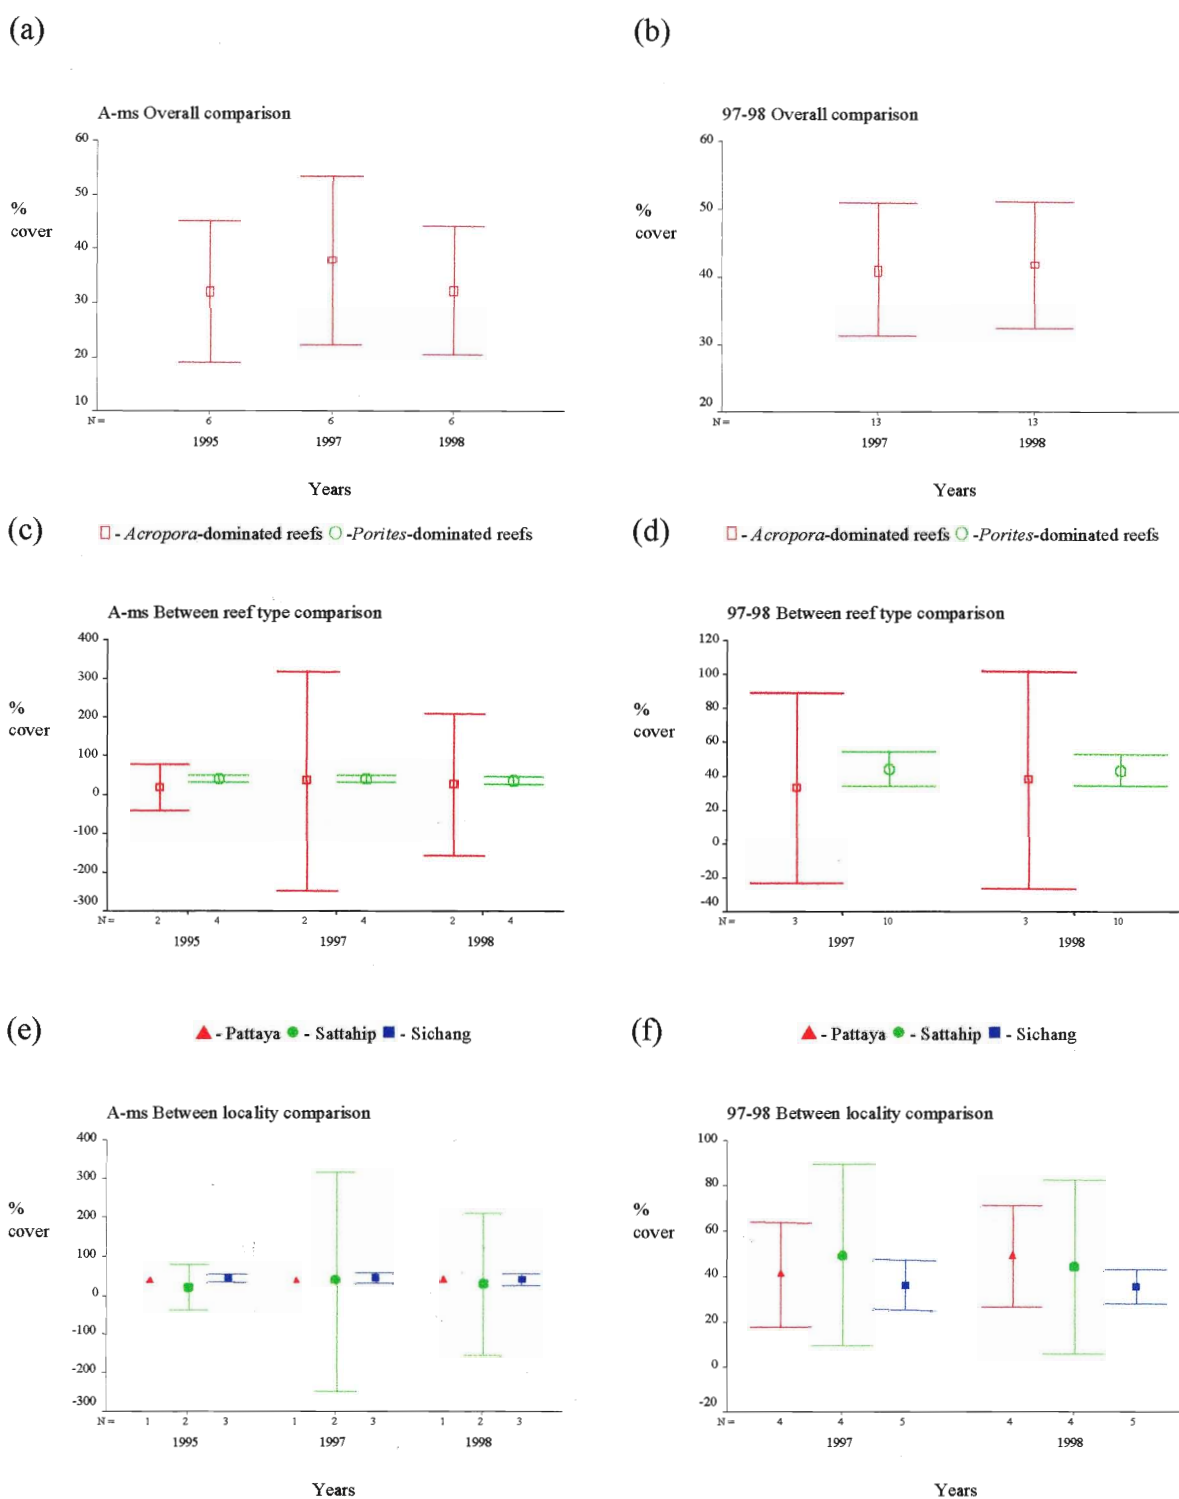 (a)
A-ms Overall comparison
60
50
40
30
20
10
%
cover
N = 6 6 6
1995 1997 1998
Years
(b)
97-98 Overall comparison
60
50
40
30
20
%
cover
N = 13 13
1997 1998
Years
(c)
- Acropora-dominated reefs -Porites-dominated reefs
A-ms Between reef type comparison
400
300
200
100
0
-100
-200
-300
%
cover
N = 2 4 2 4 2 4
1995 1997 1998
(d)
- Acropora-dominated reefs -Porites-dominated reefs
97-98 Between reef type comparison
120
100
80
60
40
20
0
-20
-40
%
cover
N = 3 10 3 10
1997 1998
(e)
- Pattaya - Sattahip - Sichang
A-ms Between locality comparison
400
300
200
100
0
-100
-200
-300
%
cover
N = 1 2 3 1 2 3 1 2 3
1995 1997 1998
Years
(f)
- Pattaya - Sattahip - Sichang
97-98 Between locality comparison
100
80
60
40
20
0
-20
%
cover
N = 4 4 5 4 4 5
1997 1998
Years